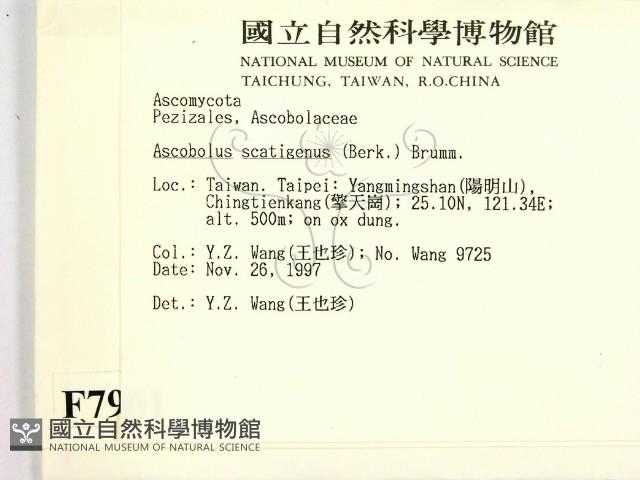 國立自然科學博物館
NATIONAL MUSEUM OF NATURAL SCIENCE
TAICHUNG, TAIWAN, R.O.CHINA
Ascomycota
Pezizales, Ascobolaceae
Ascobolus scatigenus (Berk.) Brumm.
Loc.: Taiwan. Taipei: Yangmingshan(陽明山),
Chingtienkang(擎天崗); 25.10N, 121.34E;
alt. 500m; on ox dung.
Col.: Y.Z. Wang(王也珍); No. Wang 9725
Date: Nov. 26, 1997
Det.: Y.Z. Wang(王也珍)
F79
國立自然科學博物館
NATIONAL MUSEUM OF NATURAL SCIENCE